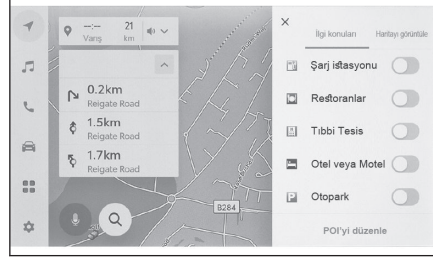 --:-- 21
Varış km
0.2km
Reigate Road
1.5km
Reigate Road
1.7km
Reigate Road
B284
İlgi konuları Haritayı görüntüle
Şarj istasyonu
Restoranlar
Tıbbi Tesis
Otel veya Motel
Otopark
POI'yi düzenle